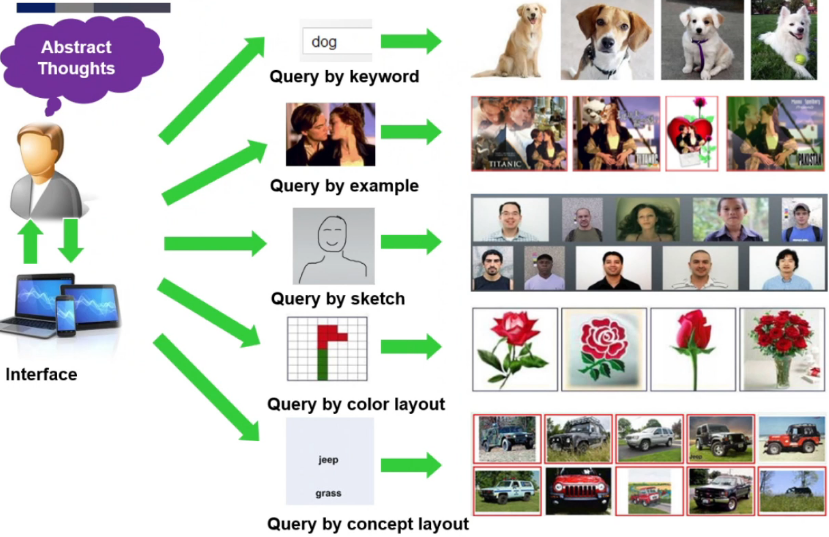 Abstract
Thoughts
Interface
dog
Query by keyword
Query by example
TITANIC
Query by sketch
Query by color layout
jeep
grass
Query by concept layout